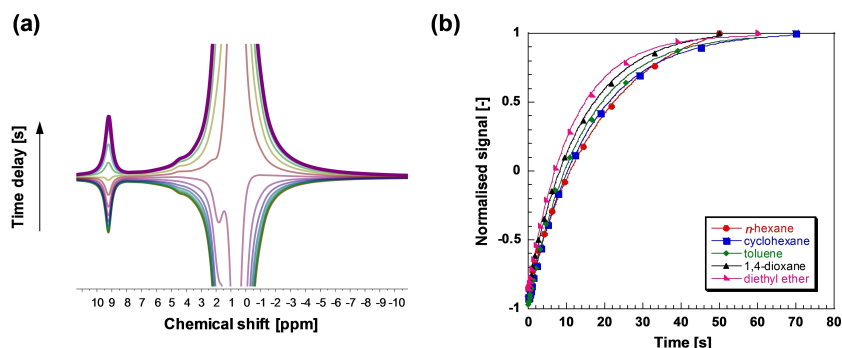 (a)
Time delay [s]
10 9 8 7 6 5 4 3 2 1 0 -1 -2 -3 -4 -5 -6 -7 -8 -9 -10
Chemical shift [ppm]
(b)
Normalised signal [-]
1
0.5
0
-0.5
-1
n-hexane
cyclohexane
toluene
1,4-dioxane
diethyl ether
0 10 20 30 40 50 60 70 80
Time [s]